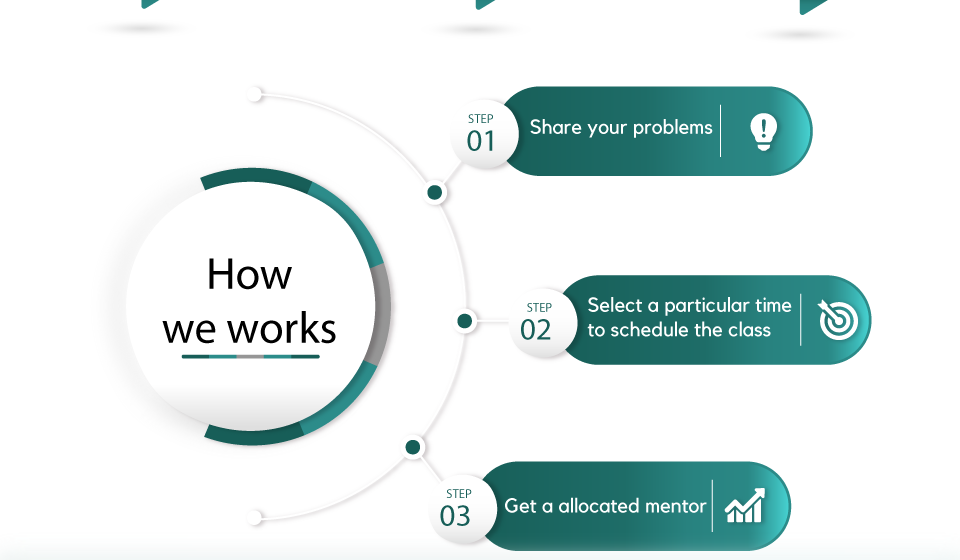 How
we works
STEP
01
Share your problems
STEP
02
Select a particular time
to schedule the class
STEP
03
Get a allocated mentor